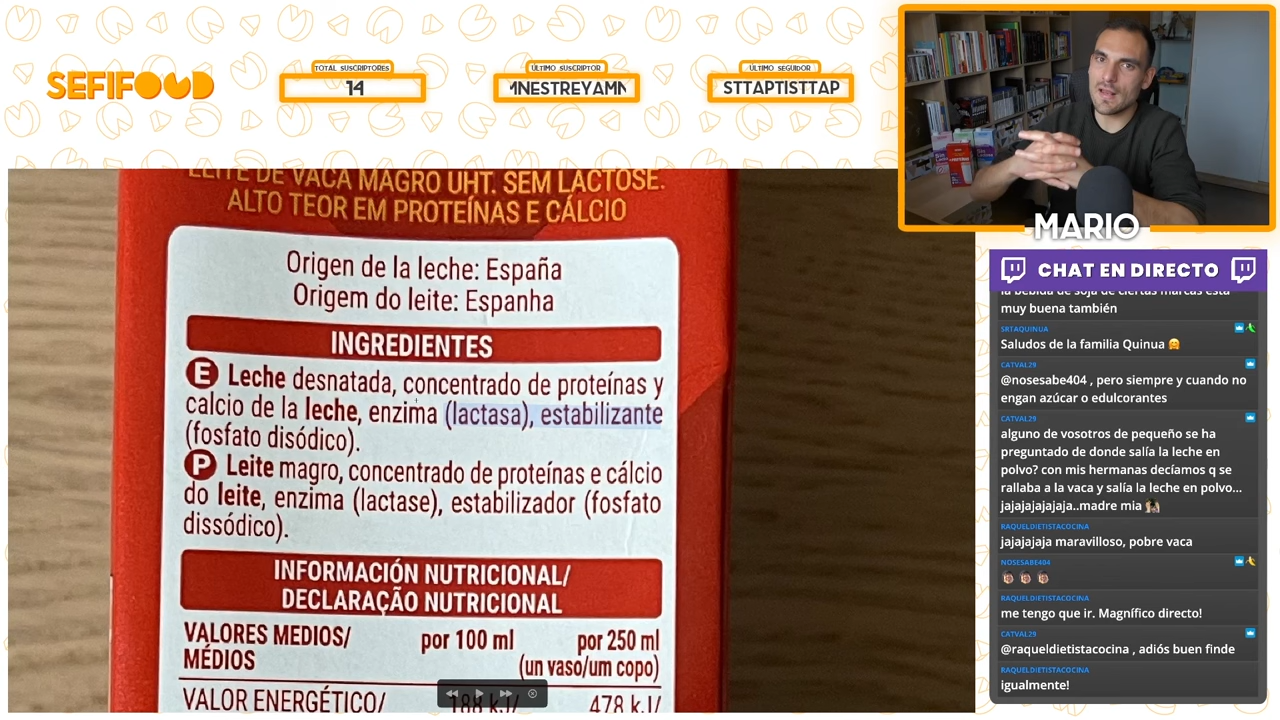 SEFIFOOD
TOTAL SUSCRIPTORES
14
ÚLTIMO SUSCRIPTOR
ÚLTIMO SEGUIDOR
STTAPTISTTAP
MARIO
LEITE DE VACA MAGRO UHT. SEM LACTOSE.
ALTO TEOR EM PROTEÍNAS E CÁLCIO
Origen de la leche: España
Origem do leite: Espanha
INGREDIENTES
E Leche desnatada, concentrado de proteínas y
calcio de la leche, enzima (lactasa), estabilizante
(fosfato disódico).
P Leite magro, concentrado de proteínas e cálcio
do leite, enzima (lactase), estabilizador (fosfato
dissódico).
INFORMACIÓN NUTRICIONAL/
DECLARAÇÃO NUTRICIONAL
VALORES MEDIOS/
MÉDIOS
por 100 ml
por 250 ml
(un vaso/um copo)
VALOR ENERGÉTICO/
188 kJ/
478 kJ/
CHAT EN DIRECTO
la bebida de soja de ciertas marcas está
muy buena también
SRTAQUINUA
Saludos de la familia Quinua
CATVAL29
@nosesabe404 , pero siempre y cuando no
engan azúcar o edulcorantes
CATVAL29
alguno de vosotros de pequeño se ha
preguntado de donde salía la leche en
polvo? con mis hermanas decíamos q se
rallaba a la vaca y salía la leche en polvo...
jajajajajajaja..madre mia
RAQUELDIETISTACOCINA
jajajajaja maravilloso, pobre vaca
NOSESABE404
RAQUELDIETISTACOCINA
me tengo que ir. Magnífico directo!
CATVAL29
@raqueldietistacocina , adiós buen finde
RAQUELDIETISTACOCINA
igualmente!